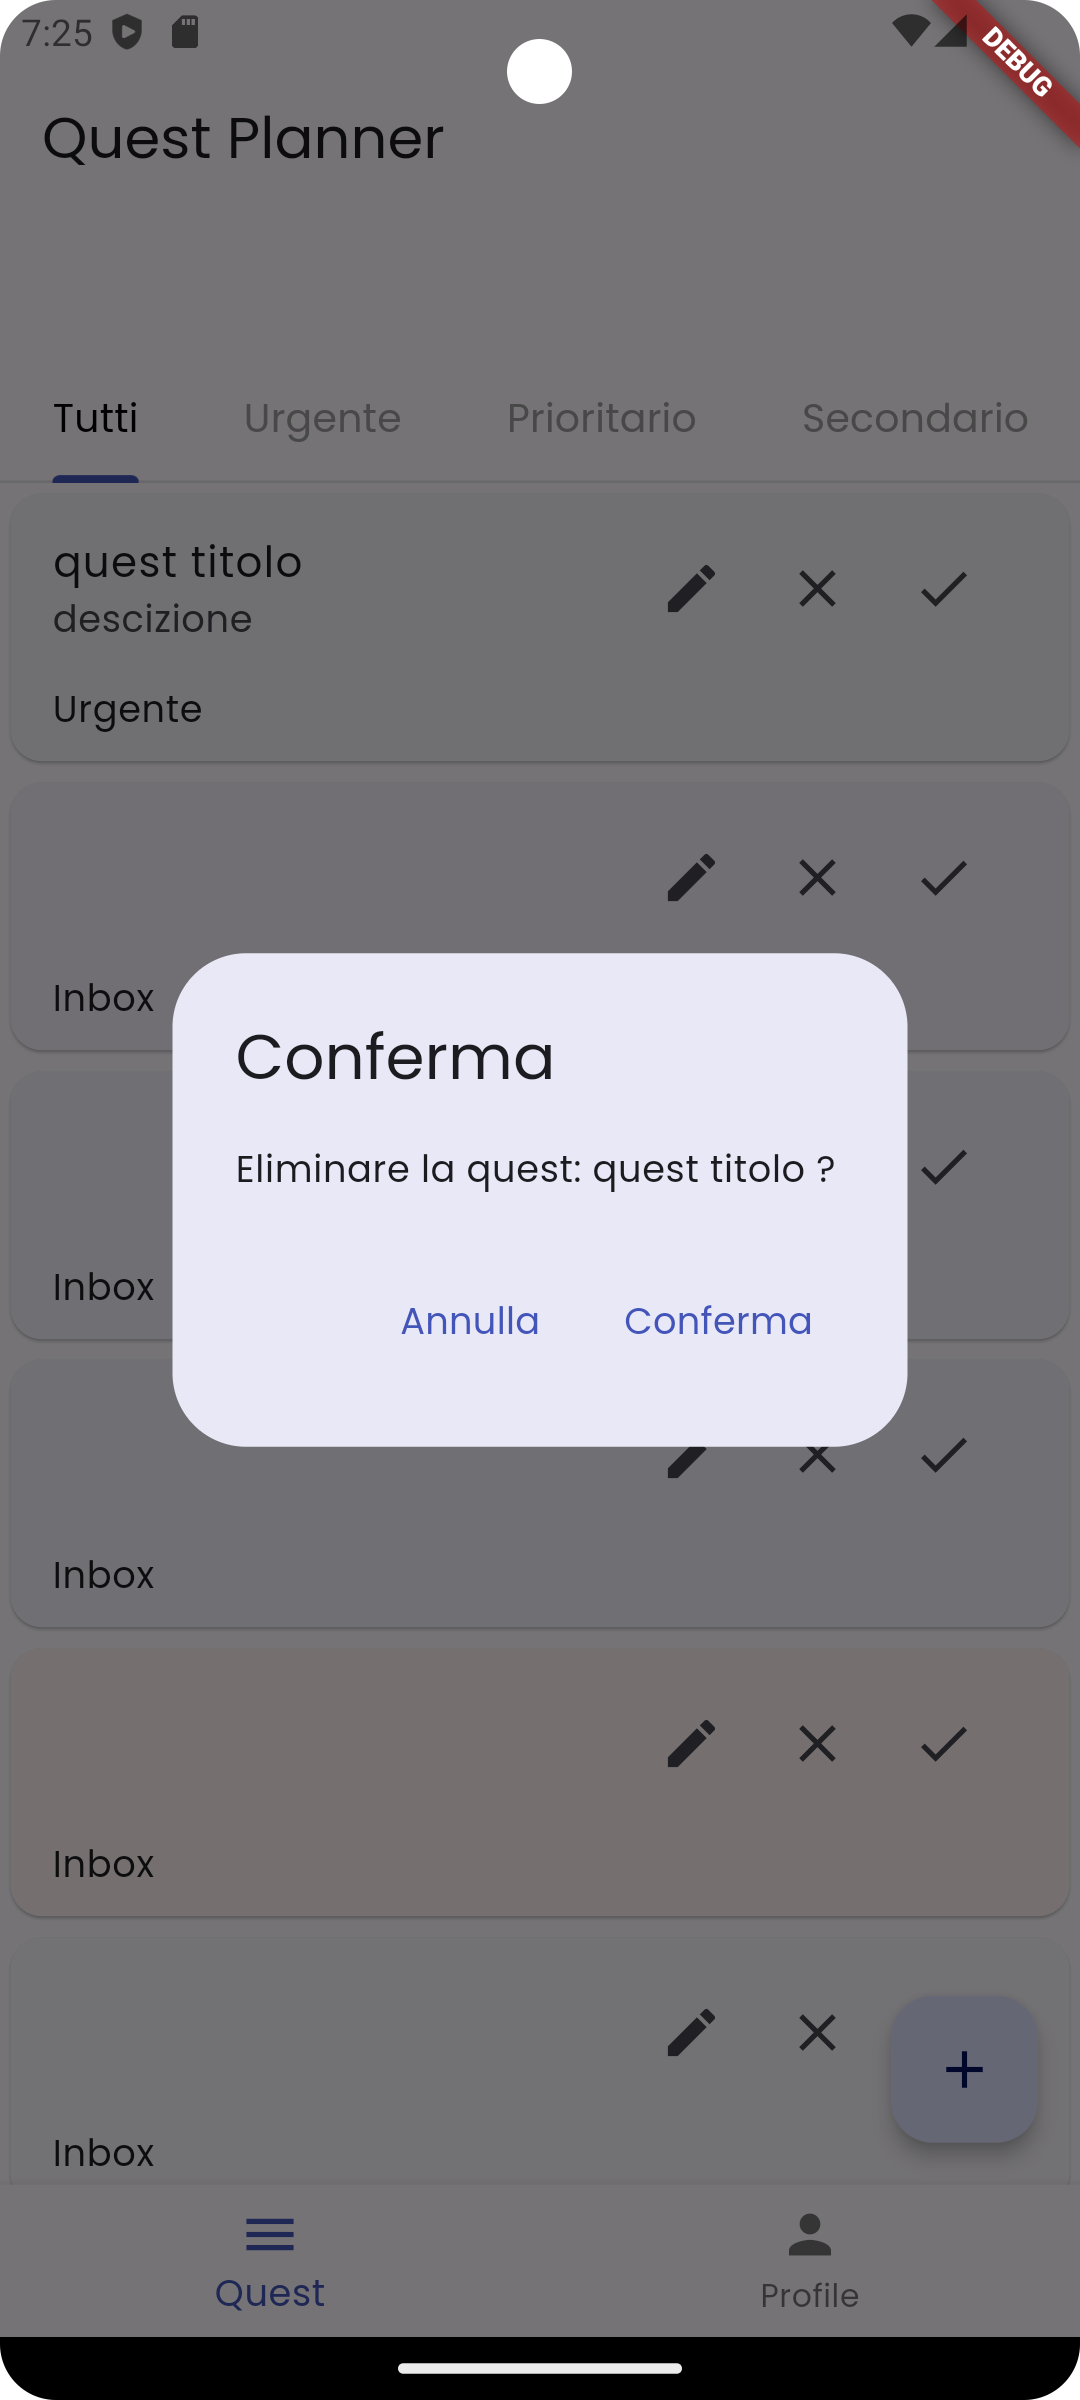 7:25
DEBUG
Quest Planner
Tutti Urgente Prioritario Secondario
quest titolo
descizione
Urgente
Inbox
Conferma
Eliminare la quest: quest titolo ?
Inbox
Annulla Conferma
Inbox
Inbox
Inbox
Quest Profile